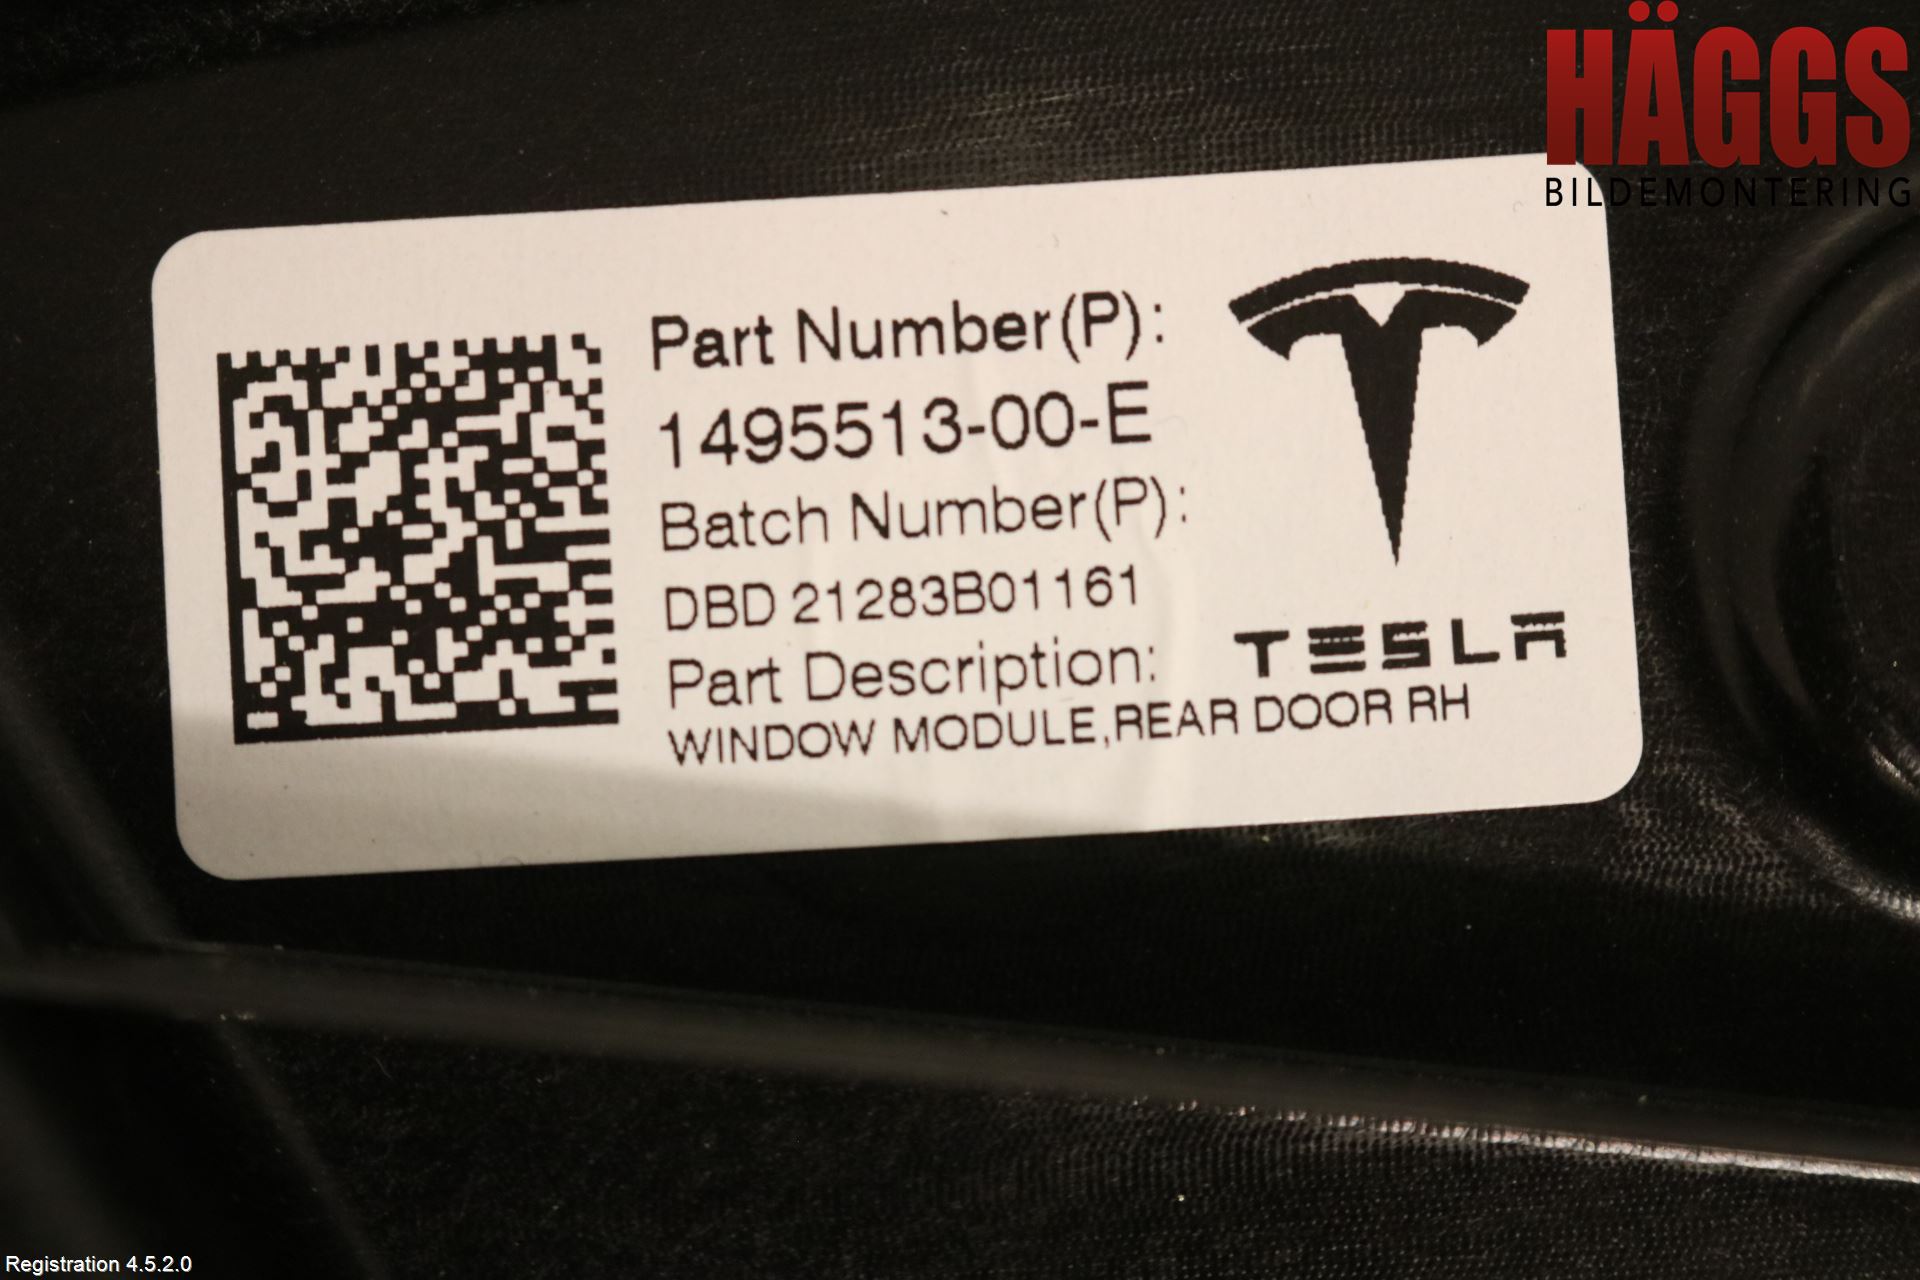 HÄGGS
BILDEMONTERING
Part Number(P):
1495513-00-E
Batch Number(P):
DBD 21283B01161
Part Description:
WINDOW MODULE,REAR DOOR RH
TESLA
Registration 4.5.2.0